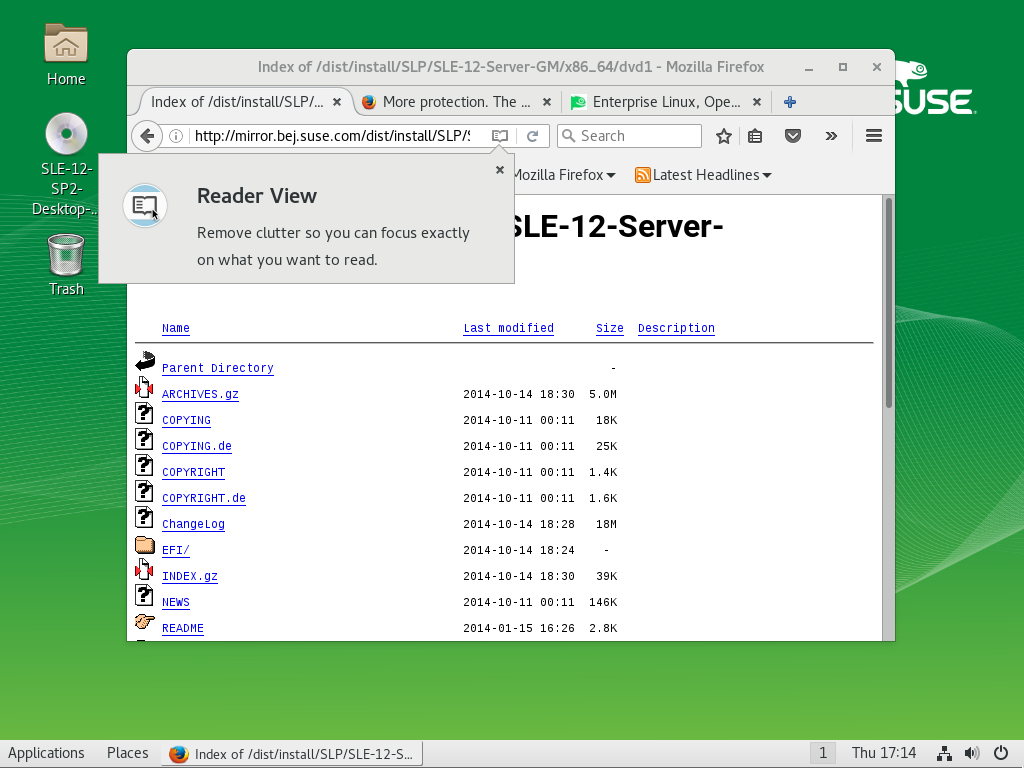 Home
SLE-12-
SP2-
Desktop-..
Trash
SUSE.
Index of /dist/install/SLP/SLE-12-Server-GM/x86_64/dvd1 - Mozilla Firefox
Index of /dist/install/SLP/... More protection. The ... Enterprise Linux, Ope...
http://mirror.bej.suse.com/dist/install/SLP/ Search
Mozilla Firefox Latest Headlines
Reader View
Remove clutter so you can focus exactly
on what you want to read.
SLE-12-Server-
Name Last modified Size Description
Parent Directory -
ARCHIVES.gz 2014-10-14 18:30 5.0M
COPYING 2014-10-11 00:11 18K
COPYING.de 2014-10-11 00:11 25K
COPYRIGHT 2014-10-11 00:11 1.4K
COPYRIGHT.de 2014-10-11 00:11 1.6K
ChangeLog 2014-10-14 18:28 18M
EFI/ 2014-10-14 18:24 -
INDEX.gz 2014-10-14 18:30 39K
NEWS 2014-10-11 00:11 146K
README 2014-01-15 16:26 2.8K
Applications Places Index of /dist/install/SLP/SLE-12-S... 1 Thu 17:14